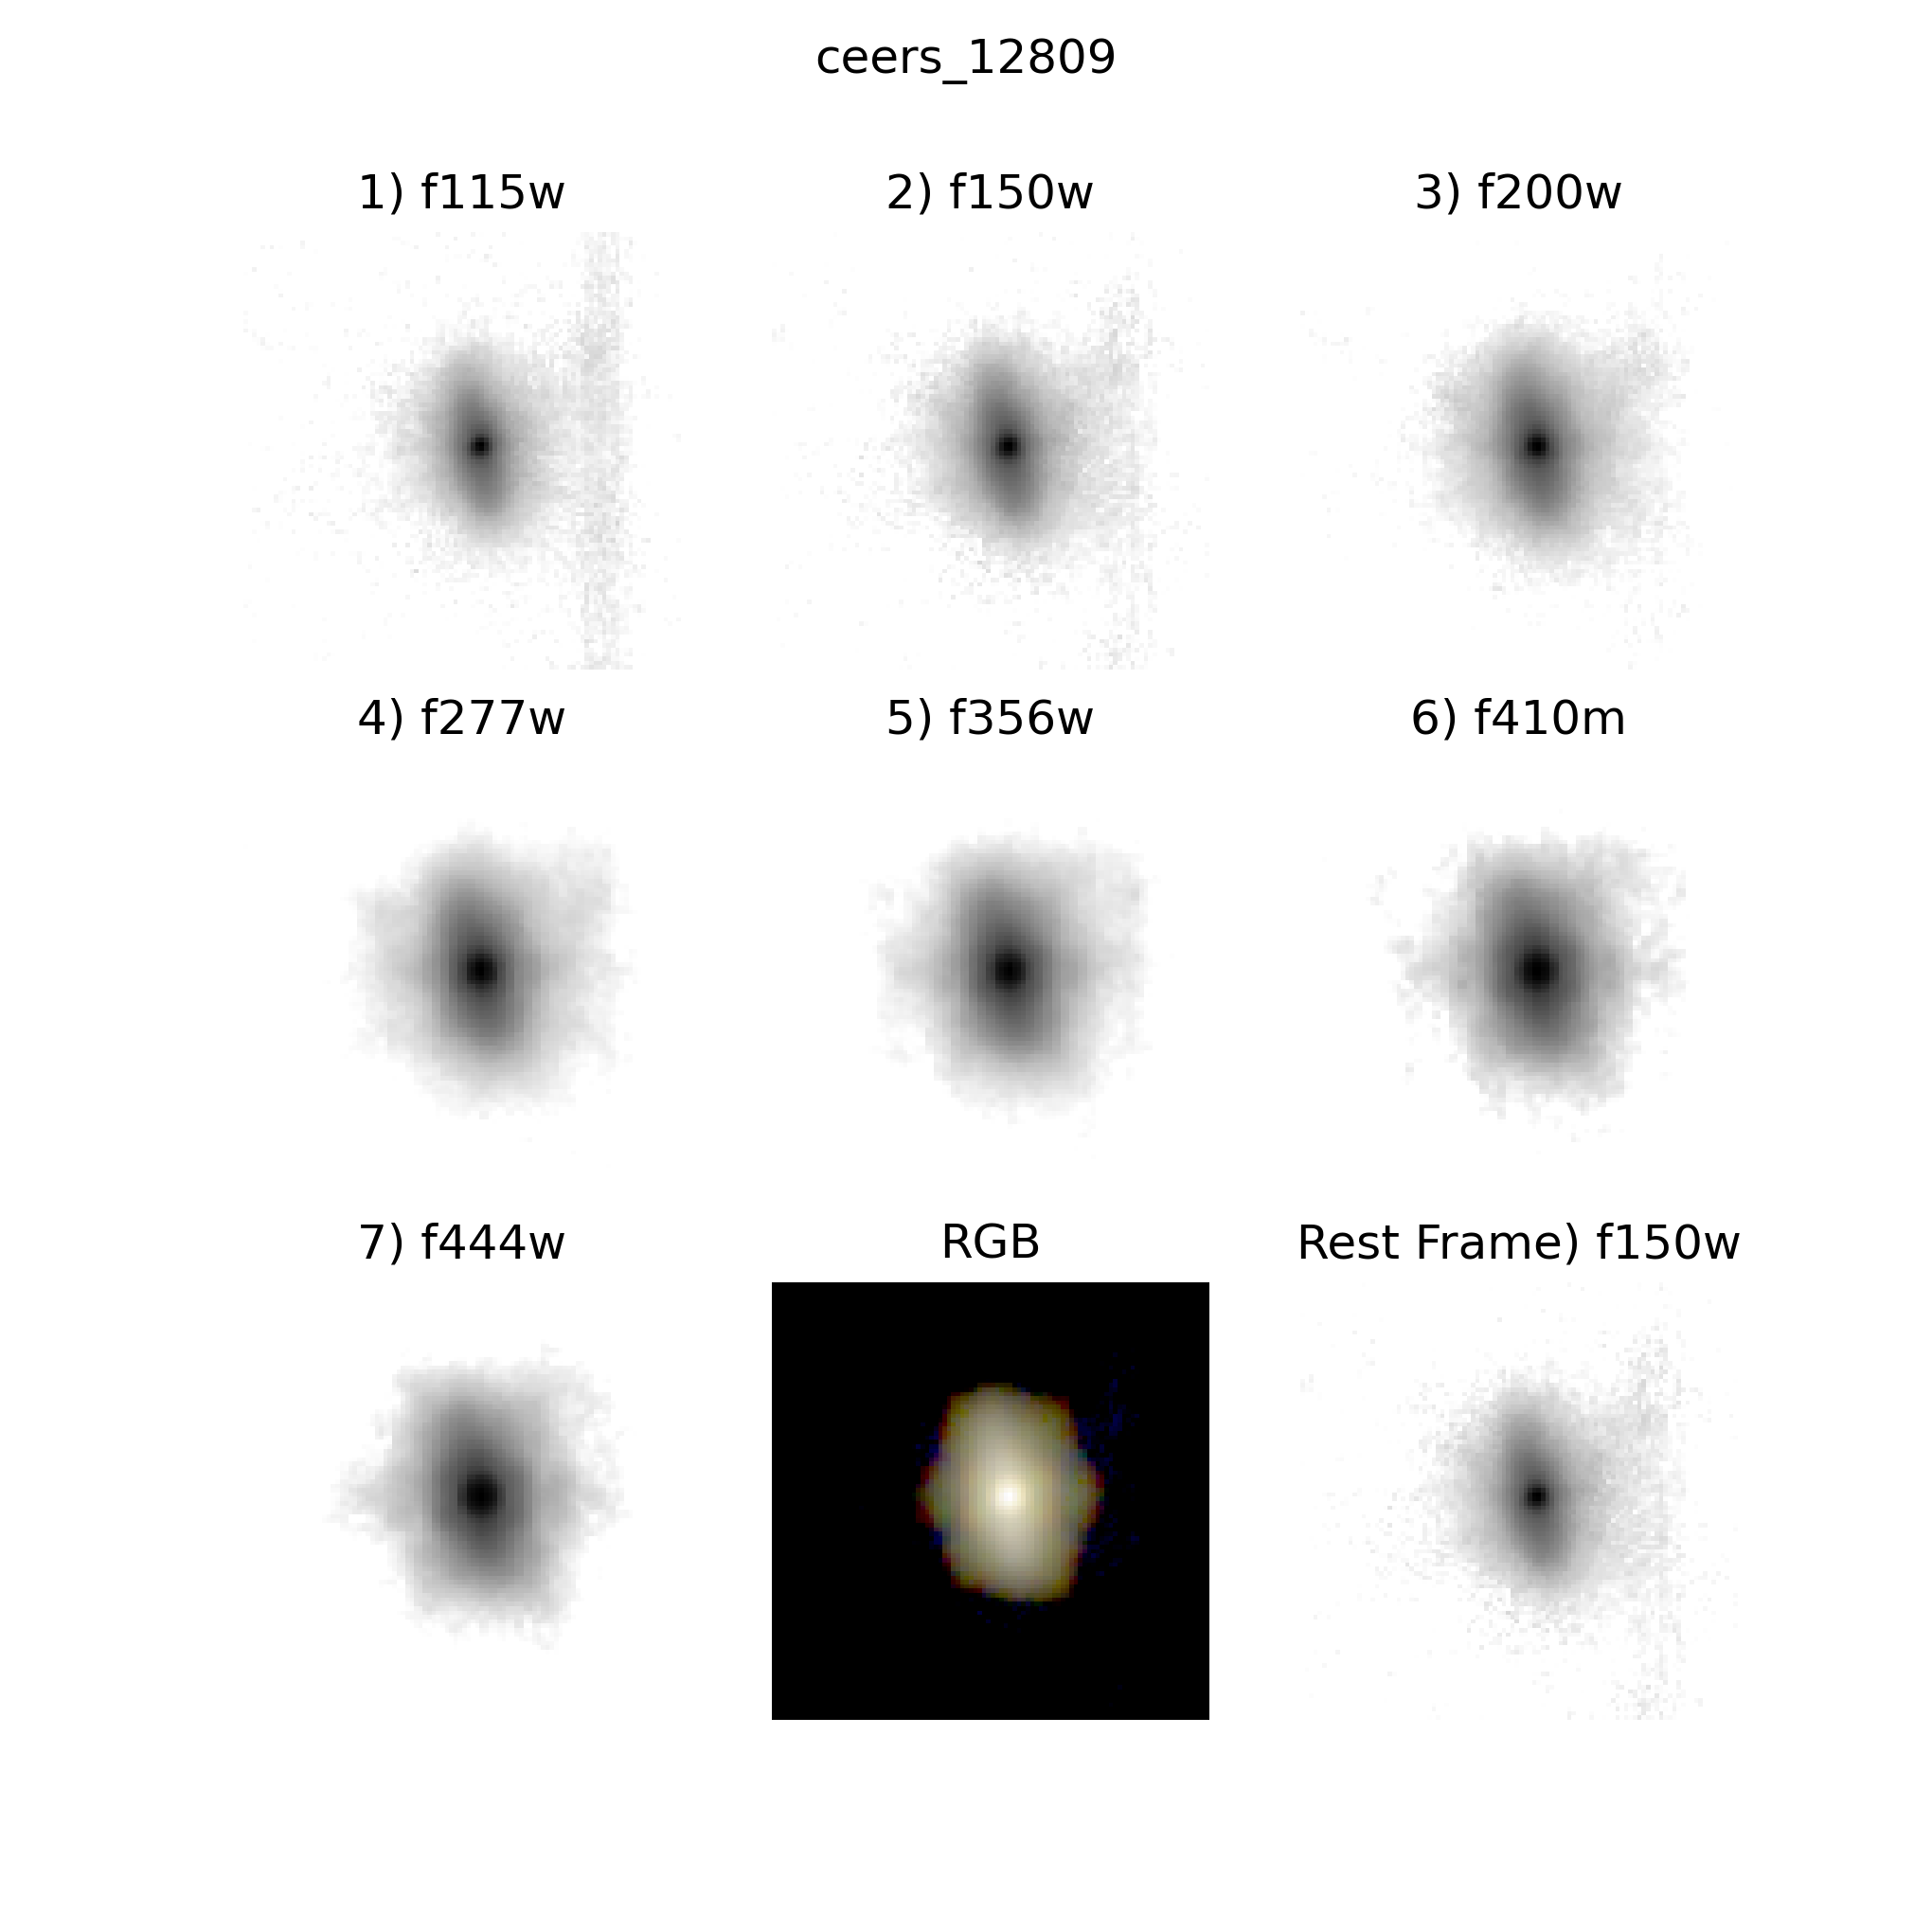 ceers_12809
1) f115w
2) f150w
3) f200w
4) f277w
5) f356w
6) f410m
7) f444w
RGB
Rest Frame) f150w